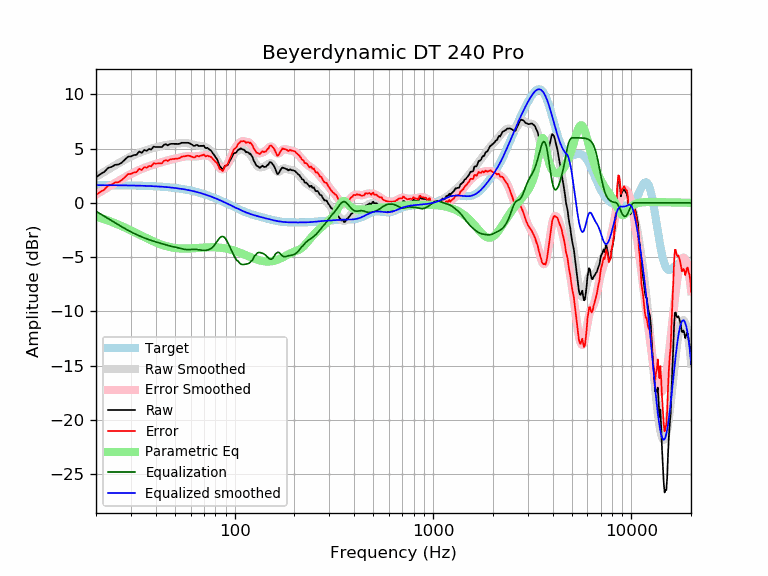 Beyerdynamic DT 240 Pro
10
5
0
−5
−10
−15
−20
−25
Amplitude (dBr)
Target
Raw Smoothed
Error Smoothed
Raw
Error
Parametric Eq
Equalization
Equalized smoothed
100 1000 10000
Frequency (Hz)